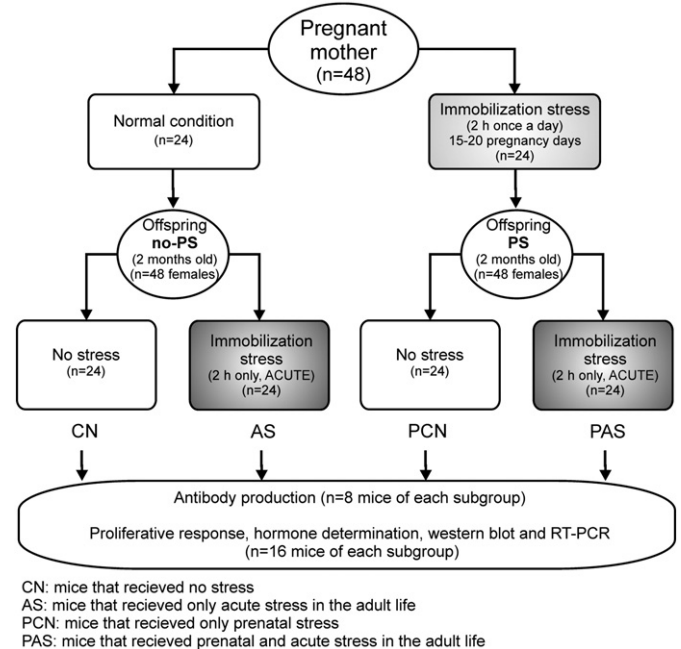 Pregnant
mother
(n=48)
Normal condition
(n=24)
Immobilization stress
(2 h once a day)
15-20 pregnancy days
(n=24)
Offspring
no-PS
(2 months old)
(n=48 females)
Offspring
PS
(2 months old)
(n=48 females)
No stress
(n=24)
Immobilization
stress
(2 h only, ACUTE)
(n=24)
No stress
(n=24)
Immobilization
stress
(2 h only, ACUTE)
(n=24)
CN
AS
PCN
PAS
Antibody production (n=8 mice of each subgroup)
Proliferative response, hormone determination, western blot and RT-PCR
(n=16 mice of each subgroup)
CN: mice that recieved no stress
AS: mice that recieved only acute stress in the adult life
PCN: mice that recieved only prenatal stress
PAS: mice that recieved prenatal and acute stress in the adult life